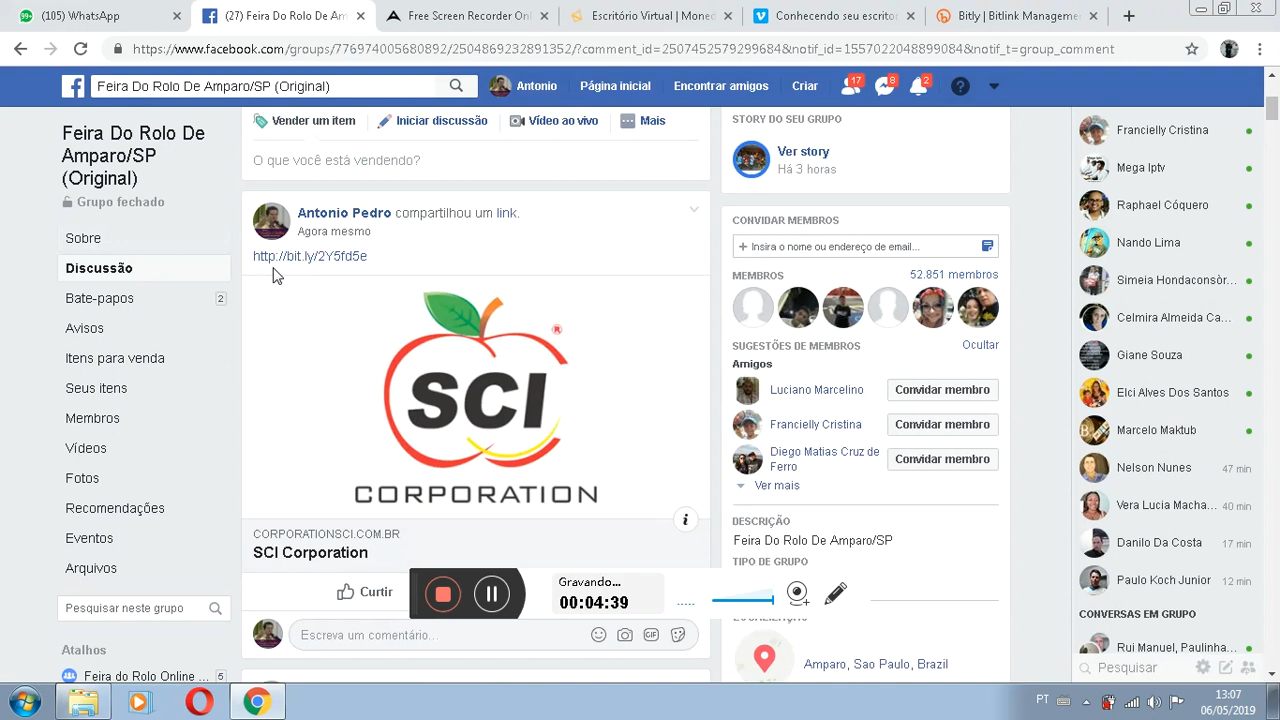 (105) WhatsApp
(27) Feira Do Rolo De Am
Free Screen Recorder Onl
Escritório Virtual | Moned
Conhecendo seu escritor
Bitly | Bitlink Manageme
https://www.facebook.com/groups/776974005680892/2504869232891352/?comment_id=2507452579299684&notif_id=1557022048899084&notif_t=group_comment
Feira Do Rolo De Amparo/SP (Original)
Antonio
Página inicial
Encontrar amigos
Criar
17
8
2
Feira Do Rolo De
Amparo/SP
(Original)
Grupo fechado
Sobre
Discussão
Bate-papos
2
Avisos
Itens para venda
Seus itens
Membros
Vídeos
Fotos
Recomendações
Eventos
Arquivos
Pesquisar neste grupo
Atalhos
Feira do Rolo Online ...
5
Vender um item
Iniciar discussão
Vídeo ao vivo
Mais
O que você está vendendo?
Antonio Pedro compartilhou um link.
Agora mesmo
http://bit.ly/2Y5fd5e
SCI
®
CORPORATION
CORPORATIONSCI.COM.BR
SCI Corporation
Curtir
Gravando...
00:04:39
Escreva um comentário...
GIF
STORY DO SEU GRUPO
Ver story
Há 3 horas
CONVIDAR MEMBROS
+ Insira o nome ou endereço de email...
MEMBROS
52.851 membros
SUGESTÕES DE MEMBROS
Ocultar
Amigos
Luciano Marcelino
Convidar membro
Francielly Cristina
Convidar membro
Diego Matias Cruz de
Ferro
Convidar membro
Ver mais
DESCRIÇÃO
Feira Do Rolo De Amparo/SP
TIPO DE GRUPO
LOCALIZAÇÃO
Amparo, Sao Paulo, Brazil
Francielly Cristina
Mega Iptv
Raphael Cóquero
Nando Lima
Simeia Hondaconsòr...
Celmira Almeida Ca...
Giane Souza
Elci Alves Dos Santos
Marcelo Maktub
Nelson Nunes
47 min
Vera Lucia Macha...
40 min
Danilo Da Costa
17 min
Paulo Koch Junior
12 min
CONVERSAS EM GRUPO
Rui Manuel, Paulinha...
Pesquisar
PT
13:07
06/05/2019